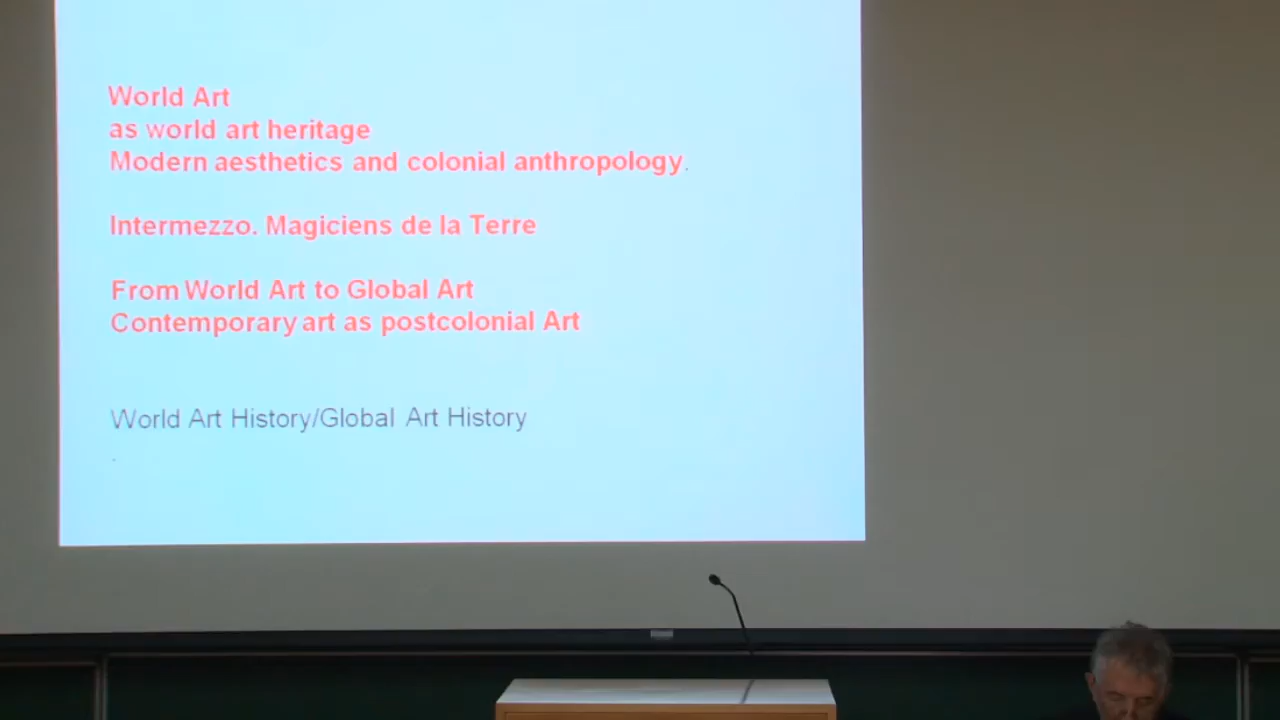 World Art
as world art heritage
Modern aesthetics and colonial anthropology.
Intermezzo. Magiciens de la Terre
From World Art to Global Art
Contemporary art as postcolonial Art
World Art History/Global Art History
.